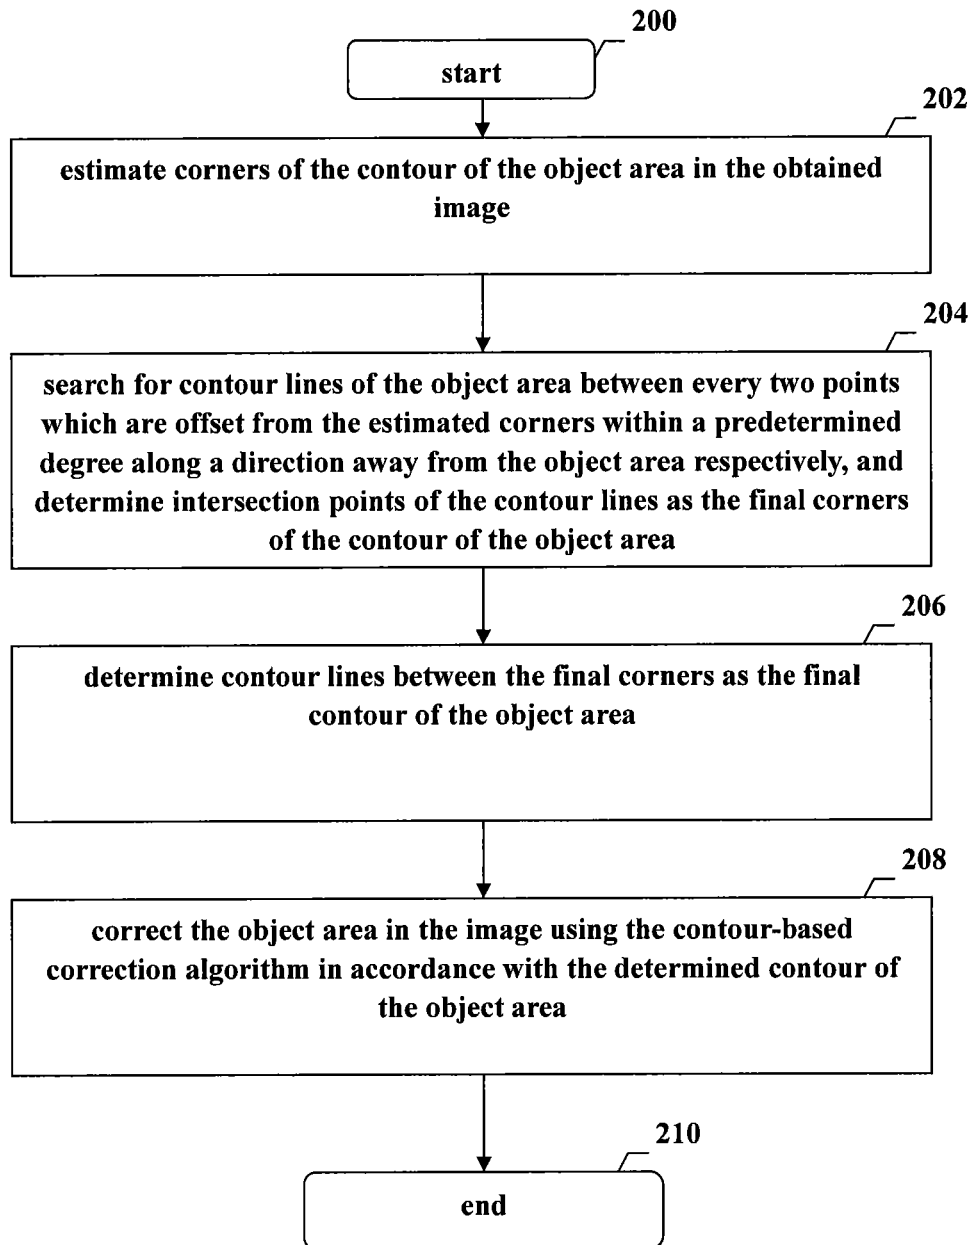 200
start
202
estimate corners of the contour of the object area in the obtained
image
204
search for contour lines of the object area between every two points
which are offset from the estimated corners within a predetermined
degree along a direction away from the object area respectively, and
determine intersection points of the contour lines as the final corners
of the contour of the object area
206
determine contour lines between the final corners as the final
contour of the object area
208
correct the object area in the image using the contour-based
correction algorithm in accordance with the determined contour of
the object area
210
end